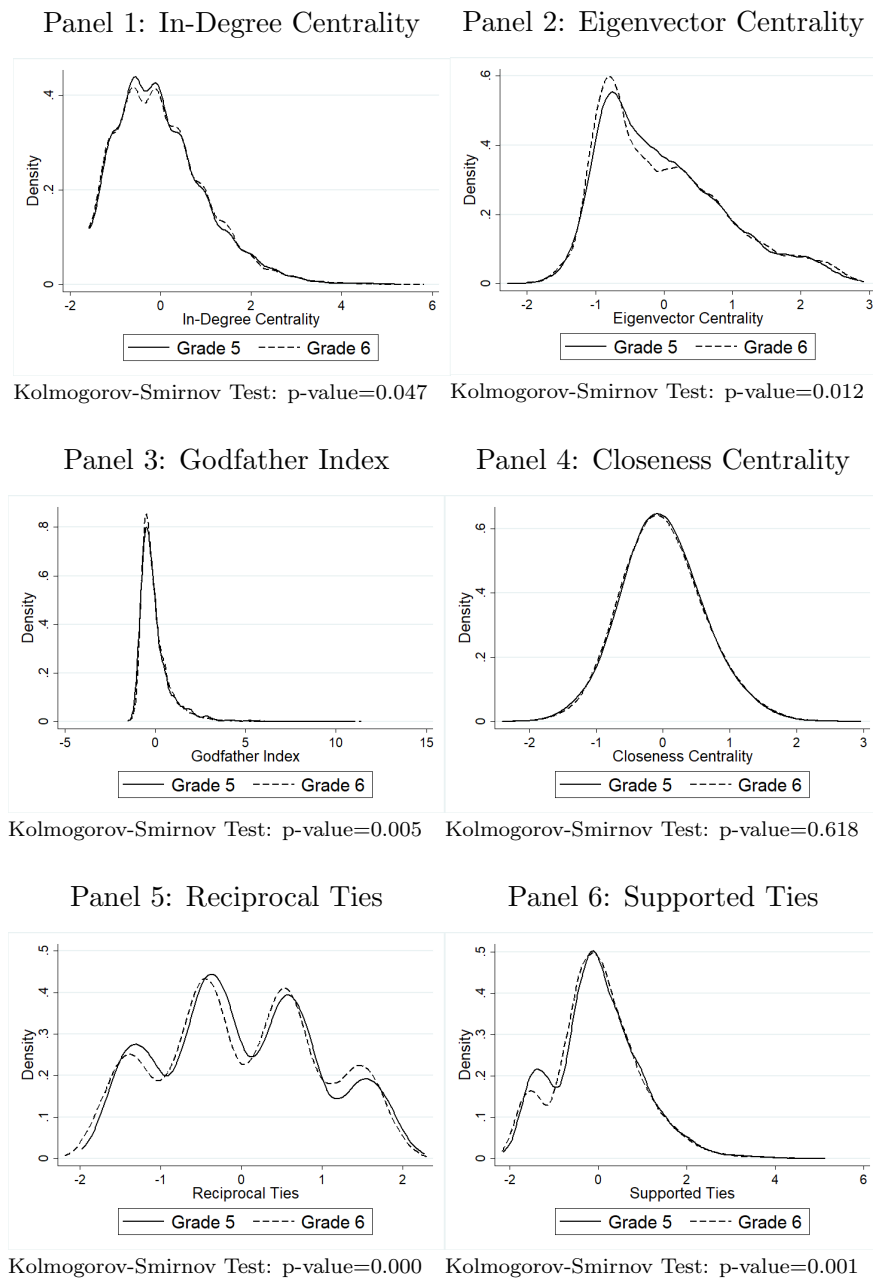 Panel 1: In-Degree Centrality
Density
0 .2 .4
-2 0 2 4 6
In-Degree Centrality
Grade 5 Grade 6
Kolmogorov-Smirnov Test: p-value=0.047
Panel 2: Eigenvector Centrality
Density
0 .2 .4 .6
-2 -1 0 1 2 3
Eigenvector Centrality
Grade 5 Grade 6
Kolmogorov-Smirnov Test: p-value=0.012
Panel 3: Godfather Index
Density
0 .2 .4 .6 .8
-5 0 5 10 15
Godfather Index
Grade 5 Grade 6
Kolmogorov-Smirnov Test: p-value=0.005
Panel 4: Closeness Centrality
Density
0 .2 .4 .6
-2 -1 0 1 2 3
Closeness Centrality
Grade 5 Grade 6
Kolmogorov-Smirnov Test: p-value=0.618
Panel 5: Reciprocal Ties
Density
0 .1 .2 .3 .4 .5
-2 -1 0 1 2
Reciprocal Ties
Grade 5 Grade 6
Kolmogorov-Smirnov Test: p-value=0.000
Panel 6: Supported Ties
Density
0 .1 .2 .3 .4 .5
-2 0 2 4 6
Supported Ties
Grade 5 Grade 6
Kolmogorov-Smirnov Test: p-value=0.001